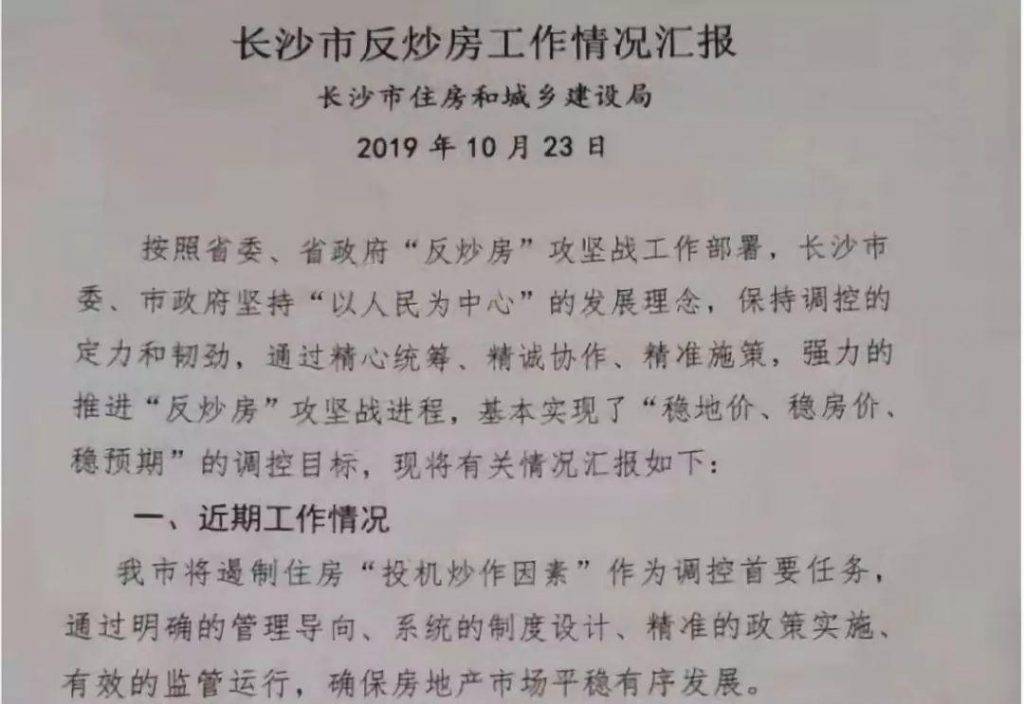 长沙市反炒房工作情况汇报
长沙市住房和城乡建设局
2019 年 10 月 23 日
按照省委、省政府“反炒房”攻坚战工作部署，长沙市
委、市政府坚持“以人民为中心”的发展理念，保持调控的
定力和韧劲，通过精心统筹、精诚协作、精准施策，强力的
推进“反炒房”攻坚战进程，基本实现了“稳地价、稳房价、
稳预期”的调控目标，现将有关情况汇报如下：
一、近期工作情况
我市将遏制住房“投机炒作因素”作为调控首要任务，
通过明确的管理导向、系统的制度设计、精准的政策实施、
有效的监管运行，确保房地产市场平稳有序发展。